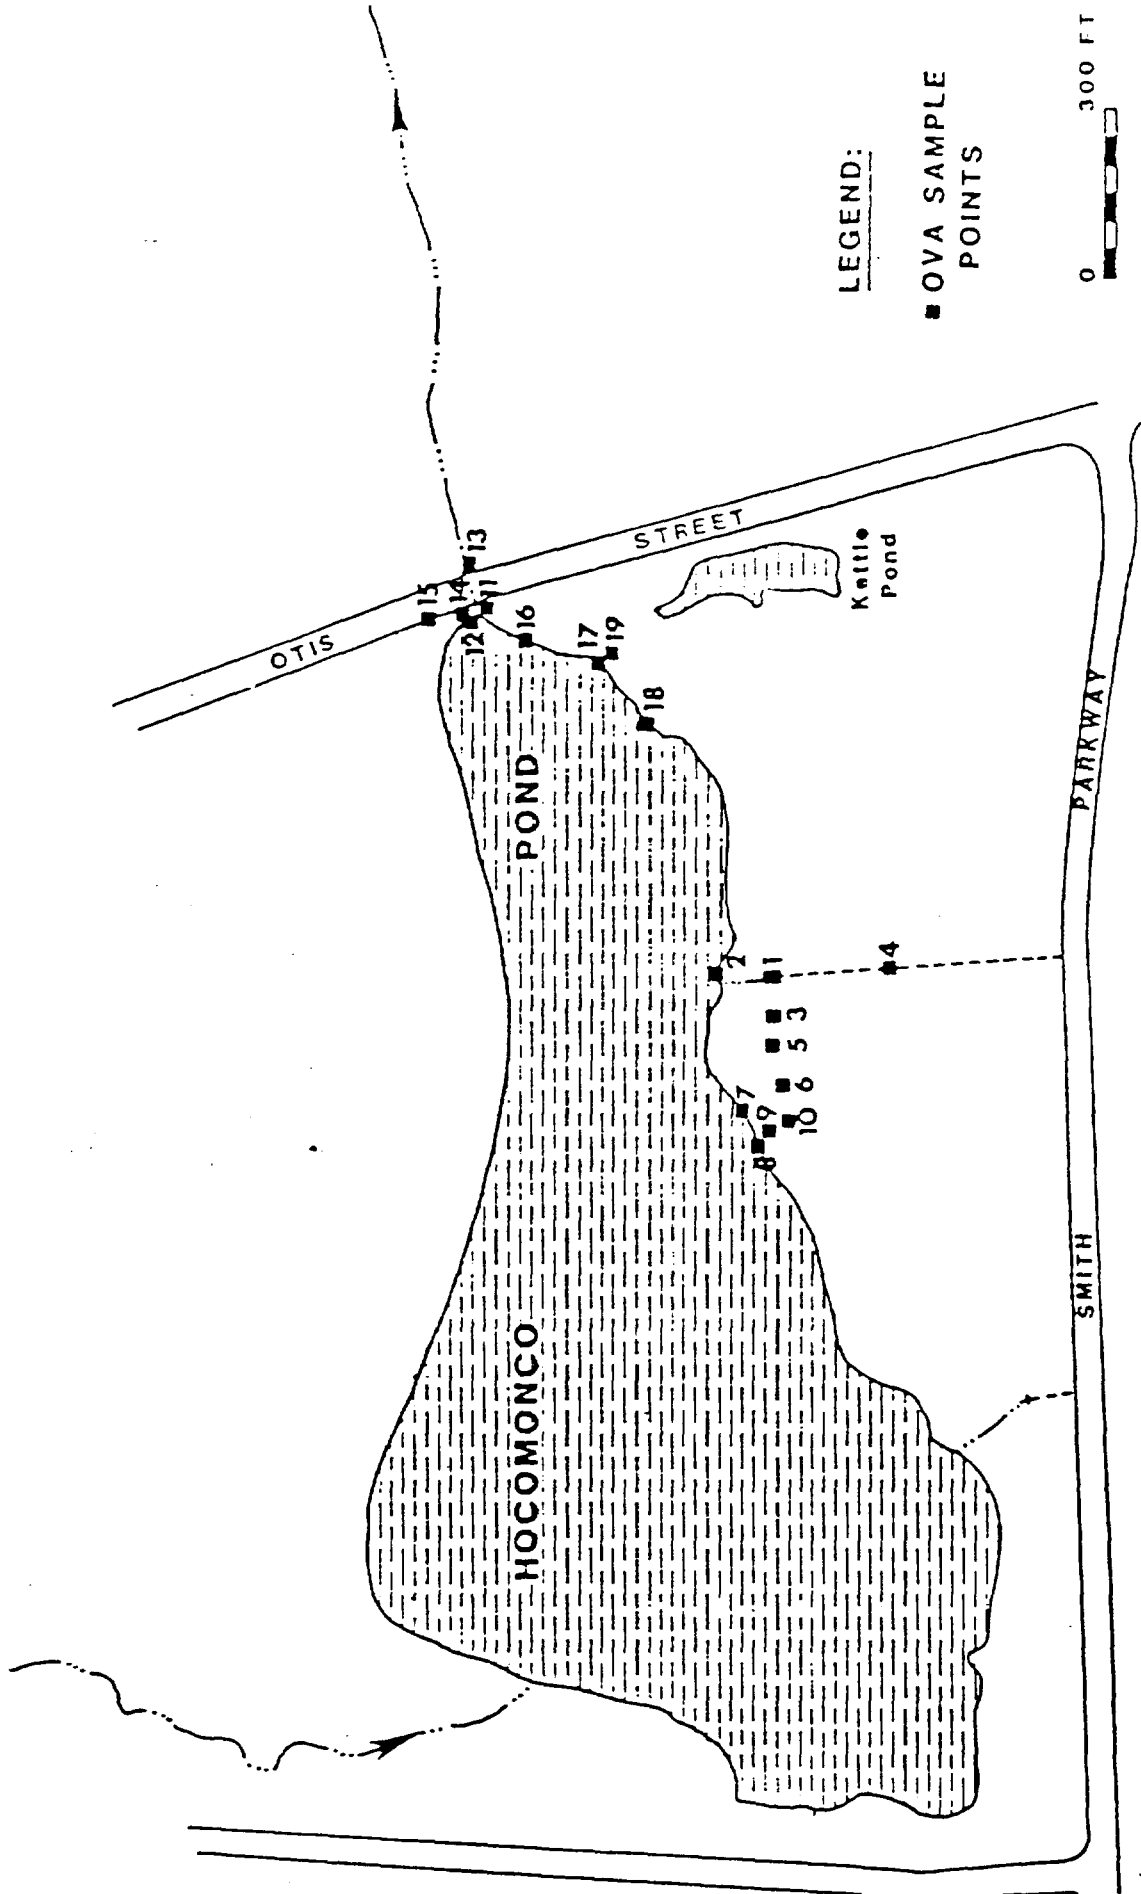 HOCOMONCO POND
OTIS STREET
Kettle
Pond
SMITH PARKWAY
15
14
13
12
11
16
17
19
18
2
1
4
3
5
6
7
9
8
10
LEGEND:
OVA SAMPLE
POINTS
0 300 FT